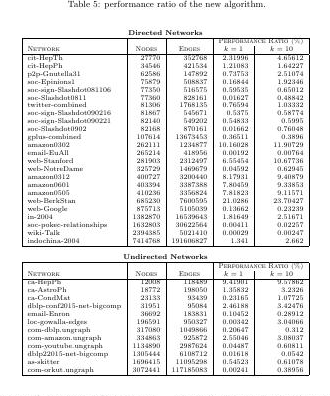 Table 5: performance ratio of the new algorithm.
Directed Networks
Performance Ratio (%)
Network Nodes Edges k = 1 k = 10
cit-HepTh 27770 352768 2.31996 4.65612
cit-HepPh 34546 421534 1.21083 1.64227
p2p-Gnutella31 62586 147892 0.73753 2.51074
soc-Epinions1 75879 508837 0.16844 1.92346
soc-sign-Slashdot081106 77350 516575 0.59535 0.65012
soc-Slashdot0811 77360 828161 0.01627 0.48842
twitter-combined 81306 1768135 0.76594 1.03332
soc-sign-Slashdot090216 81867 545671 0.5375 0.58774
soc-sign-Slashdot090221 82140 549202 0.54833 0.5995
soc-Slashdot0902 82168 870161 0.01662 0.76048
gplus-combined 107614 13673453 0.36511 0.3896
amazon0302 262111 1234877 10.16028 11.90729
email-EuAll 265214 418956 0.00192 0.00764
web-Stanford 281903 2312497 6.55454 10.67736
web-NotreDame 325729 1469679 0.04592 0.62945
amazon0312 400727 3200440 8.17931 9.40879
amazon0601 403394 3387388 7.80459 9.33853
amazon0505 410236 3356824 7.81823 9.11571
web-BerkStan 685230 7600595 21.0286 23.70427
web-Google 875713 5105039 0.13662 0.23239
in-2004 1382870 16539643 1.81649 2.51671
soc-pokec-relationships 1632803 30622564 0.00411 0.02257
wiki-Talk 2394385 5021410 0.00029 0.00247
indochina-2004 7414768 191606827 1.341 2.662
Undirected Networks
Performance Ratio (%)
Network Nodes Edges k = 1 k = 10
ca-HepPh 12008 118489 9.41901 9.57862
ca-AstroPh 18772 198050 1.35832 3.2326
ca-CondMat 23133 93439 0.23165 1.07725
dblp-conf2015-net-bigcomp 31951 95084 2.46188 3.42476
email-Enron 36692 183831 0.10452 0.28912
loc-gowalla-edges 196591 950327 0.00342 3.04066
com-dblp.ungraph 317080 1049866 0.20647 0.312
com-amazon.ungraph 334863 925872 2.55046 3.08037
com-youtube.ungraph 1134890 2987624 0.04487 0.60811
dblp22015-net-bigcomp 1305444 6108712 0.01618 0.0542
as-skitter 1696415 11095298 0.54523 0.61078
com-orkut.ungraph 3072441 117185083 0.00241 0.38956